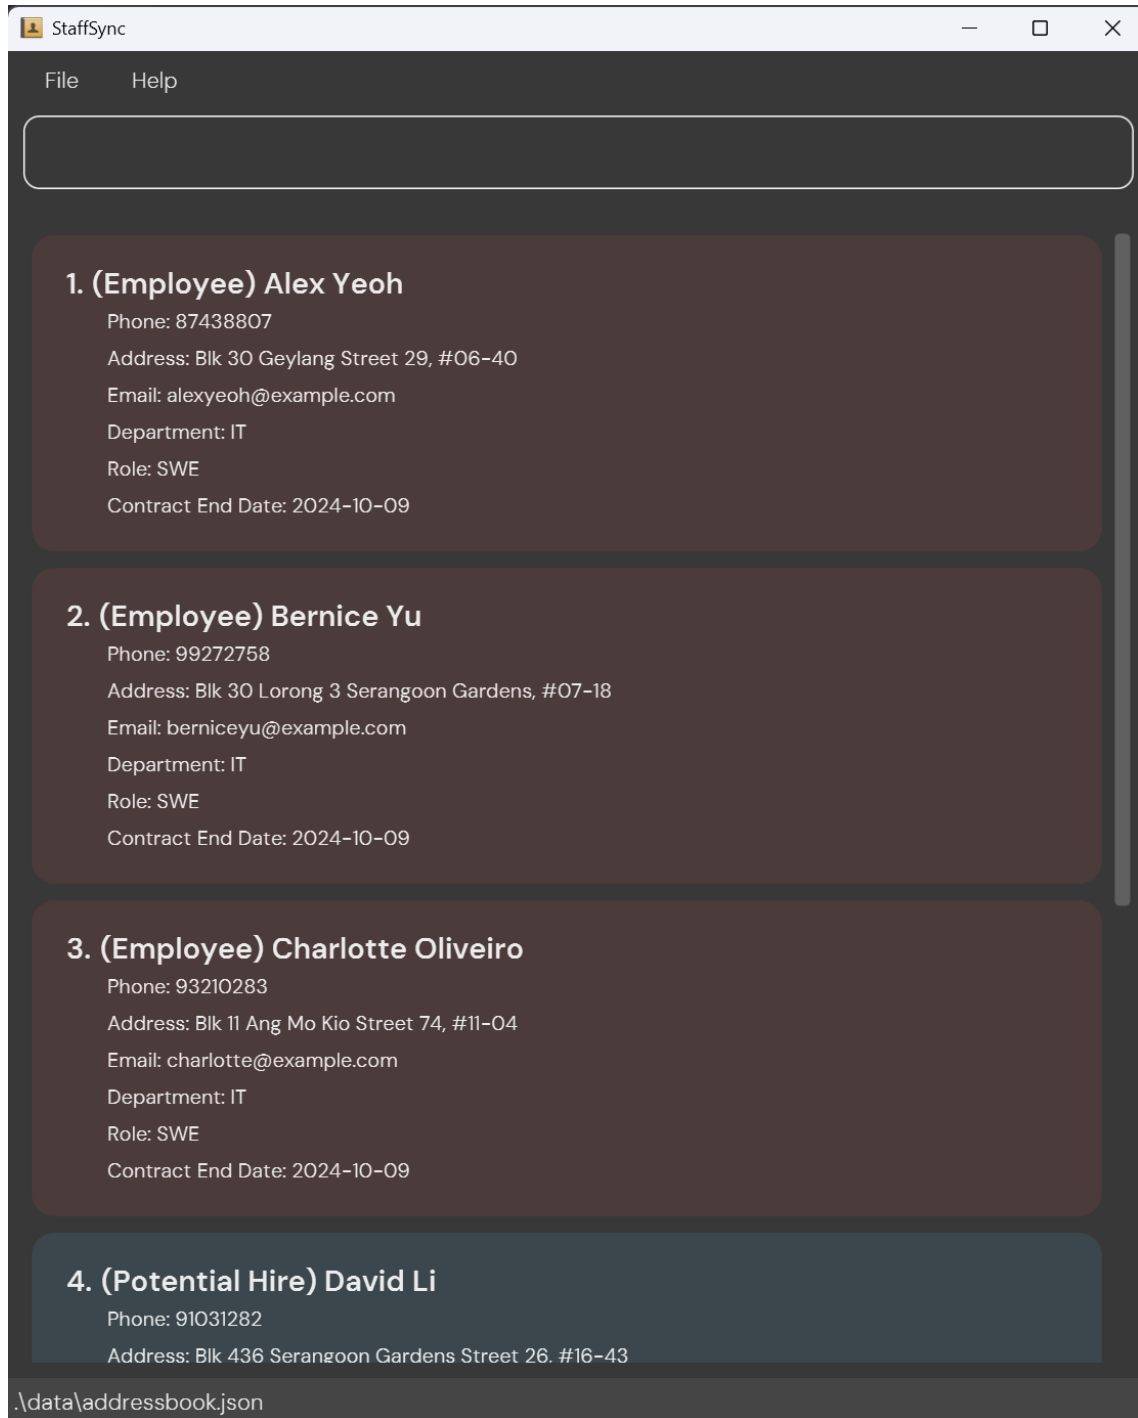 StaffSync
File Help
1. (Employee) Alex Yeoh
Phone: 87438807
Address: Blk 30 Geylang Street 29, #06-40
Email: alexyeoh@example.com
Department: IT
Role: SWE
Contract End Date: 2024-10-09
2. (Employee) Bernice Yu
Phone: 99272758
Address: Blk 30 Lorong 3 Serangoon Gardens, #07-18
Email: berniceyu@example.com
Department: IT
Role: SWE
Contract End Date: 2024-10-09
3. (Employee) Charlotte Oliveiro
Phone: 93210283
Address: Blk 11 Ang Mo Kio Street 74, #11-04
Email: charlotte@example.com
Department: IT
Role: SWE
Contract End Date: 2024-10-09
4. (Potential Hire) David Li
Phone: 91031282
Address: Blk 436 Serangoon Gardens Street 26, #16-43
.\data\addressbook.json